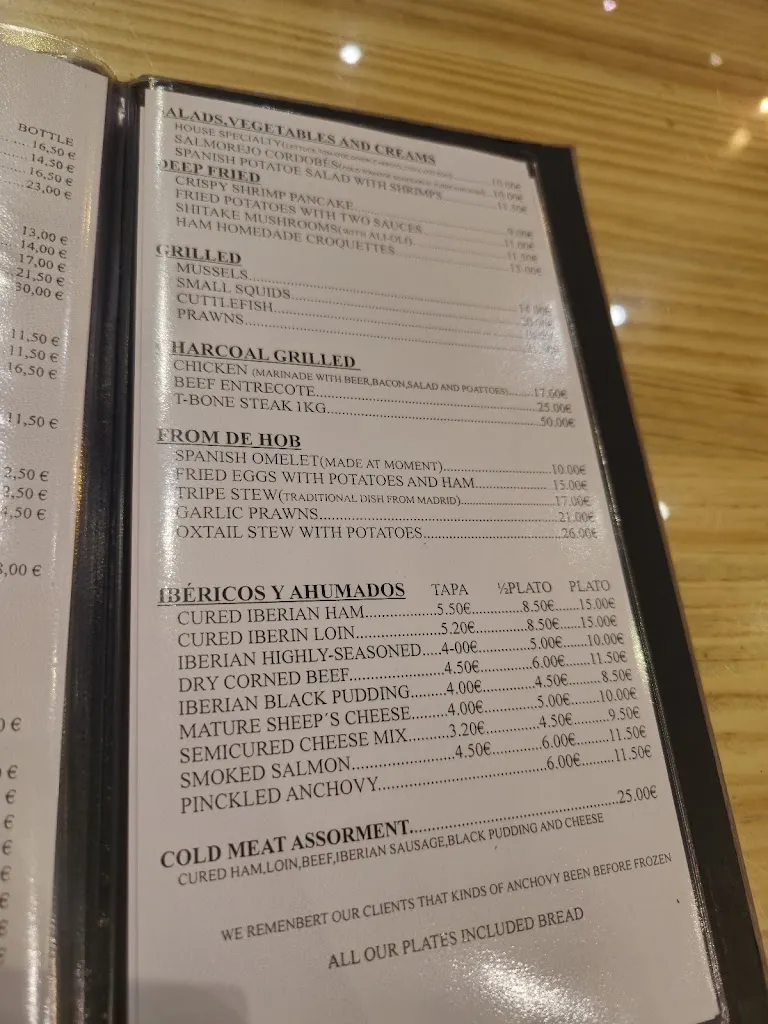 BOTTLE
16,50 €
14.50 €
16,50 €
23,00 €
13,00 €
14,00 €
17,00 €
21,50 €
30,00 €
11,50 €
11,50 €
16,50 €
11,50 €
2,50 €
2,50 €
4,50 €
,00 €
€
€
€
€
€
€
€
€
€
ALADS,VEGETABLES AND CREAMS
HOUSE SPECIALTY
SALMOREJO CORDOBÉS
SPANISH POTATOE SALAD WITH SHRIMPS
DEEP FRIED
CRISPY SHRIMP PANCAKE
FRIED POTATOES WITH TWO SAUCES
SHITAKE MUSHROOMS(WITH ALI-OLI)
HAM HOMEDADE CROQUETTES
GRILLED
MUSSELS
SMALL SQUIDS
CUTTLEFISH
PRAWNS
HARCOAL GRILLED
CHICKEN (MARINADE WITH BEER,BACON,SALAD AND POATTOES).......17.60€
BEEF ENTRECOTE..........25.00€
T-BONE STEAK 1KG..........50.00€
FROM DE HOB
SPANISH OMELET(MADE AT MOMENT)..........10.00€
FRIED EGGS WITH POTATOES AND HAM..........15.00€
TRIPE STEW(TRADITIONAL DISH FROM MADRID)..........17.00€
GARLIC PRAWNS..........21.00€
OXTAIL STEW WITH POTATOES..........26.00€
IBÉRICOS Y AHUMADOS TAPA ½PLATO PLATO
CURED IBERIAN HAM..........5.50€..........8.50€......15.00€
CURED IBERIN LOIN..........5.20€..........8.50€......15.00€
IBERIAN HIGHLY-SEASONED....4-00€..........5.00€......10.00€
DRY CORNED BEEF..........4.50€..........6.00€......11.50€
IBERIAN BLACK PUDDING..........4.00€..........4.50€......8.50€
MATURE SHEEP´S CHEESE..........4.00€..........5.00€......10.00€
SEMICURED CHEESE MIX..........3.20€..........4.50€......9.50€
SMOKED SALMON..........4.50€..........6.00€......11.50€
PINCKLED ANCHOVY..........6.00€......11.50€
COLD MEAT ASSORMENT..........25.00€
CURED HAM,LOIN,BEEF,IBERIAN SAUSAGE,BLACK PUDDING AND CHEESE
WE REMENBERT OUR CLIENTS THAT KINDS OF ANCHOVY BEEN BEFORE FROZEN
ALL OUR PLATES INCLUDED BREAD